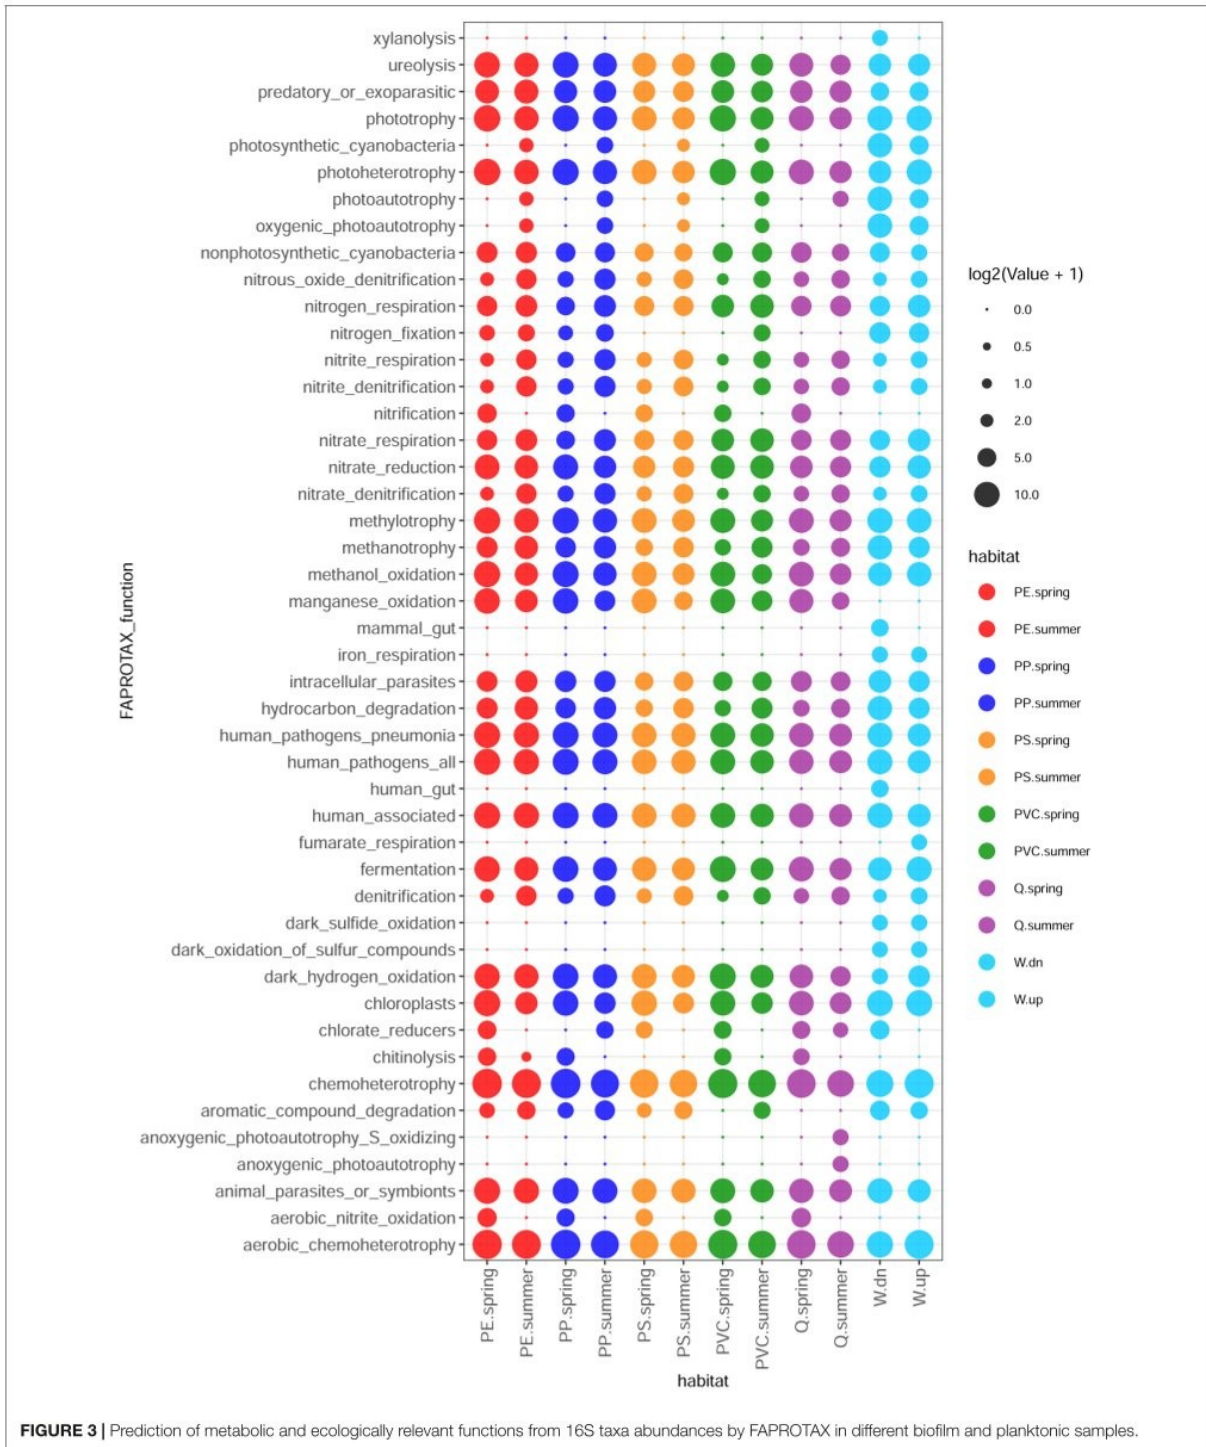 xylanolysis
ureolysis
predatory_or_exoparasitic
phototrophy
photosynthetic_cyanobacteria
photoheterotrophy
photoautotrophy
oxygenic_photoautotrophy
nonphotosynthetic_cyanobacteria
nitrous_oxide_denitrification
nitrogen_respiration
nitrogen_fixation
nitrite_respiration
nitrite_denitrification
nitrification
nitrate_respiration
nitrate_reduction
nitrate_denitrification
methylotrophy
methanotrophy
methanol_oxidation
manganese_oxidation
mammal_gut
iron_respiration
intracellular_parasites
hydrocarbon_degradation
human_pathogens_pneumonia
human_pathogens_all
human_gut
human_associated
fumarate_respiration
fermentation
denitrification
dark_sulfide_oxidation
dark_oxidation_of_sulfur_compounds
dark_hydrogen_oxidation
chloroplasts
chlorate_reducers
chitinolysis
chemoheterotrophy
aromatic_compound_degradation
anoxygenic_photoautotrophy_S_oxidizing
anoxygenic_photoautotrophy
animal_parasites_or_symbionts
aerobic_nitrite_oxidation
aerobic_chemoheterotrophy
FAPROTAX_function
PE.spring
PE.summer
PP.spring
PP.summer
PS.spring
PS.summer
PVC.spring
PVC.summer
Q.spring
Q.summer
W.dn
W.up
habitat
log2(Value + 1)
0.0
0.5
1.0
2.0
5.0
10.0
habitat
PE.spring
PE.summer
PP.spring
PP.summer
PS.spring
PS.summer
PVC.spring
PVC.summer
Q.spring
Q.summer
W.dn
W.up
FIGURE 3 | Prediction of metabolic and ecologically relevant functions from 16S taxa abundances by FAPROTAX in different biofilm and planktonic samples.